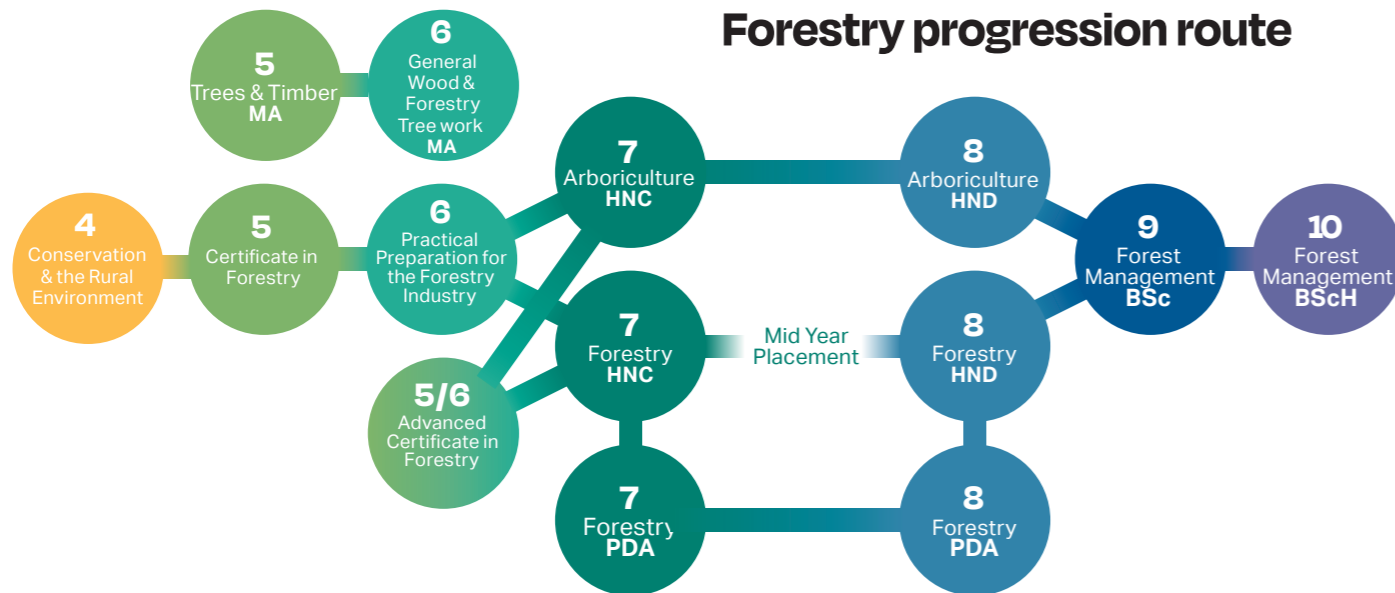 Forestry progression route
5
Trees & Timber
MA
6
General
Wood &
Forestry
Tree work
MA
4
Conservation
& the Rural
Environment
5
Certificate in
Forestry
6
Practical
Preparation for
the Forestry
Industry
5/6
Advanced
Certificate in
Forestry
7
Arboriculture
HNC
7
Forestry
HNC
7
Forestry
PDA
Mid Year
Placement
8
Arboriculture
HND
8
Forestry
HND
8
Forestry
PDA
9
Forest
Management
BSc
10
Forest
Management
BScH